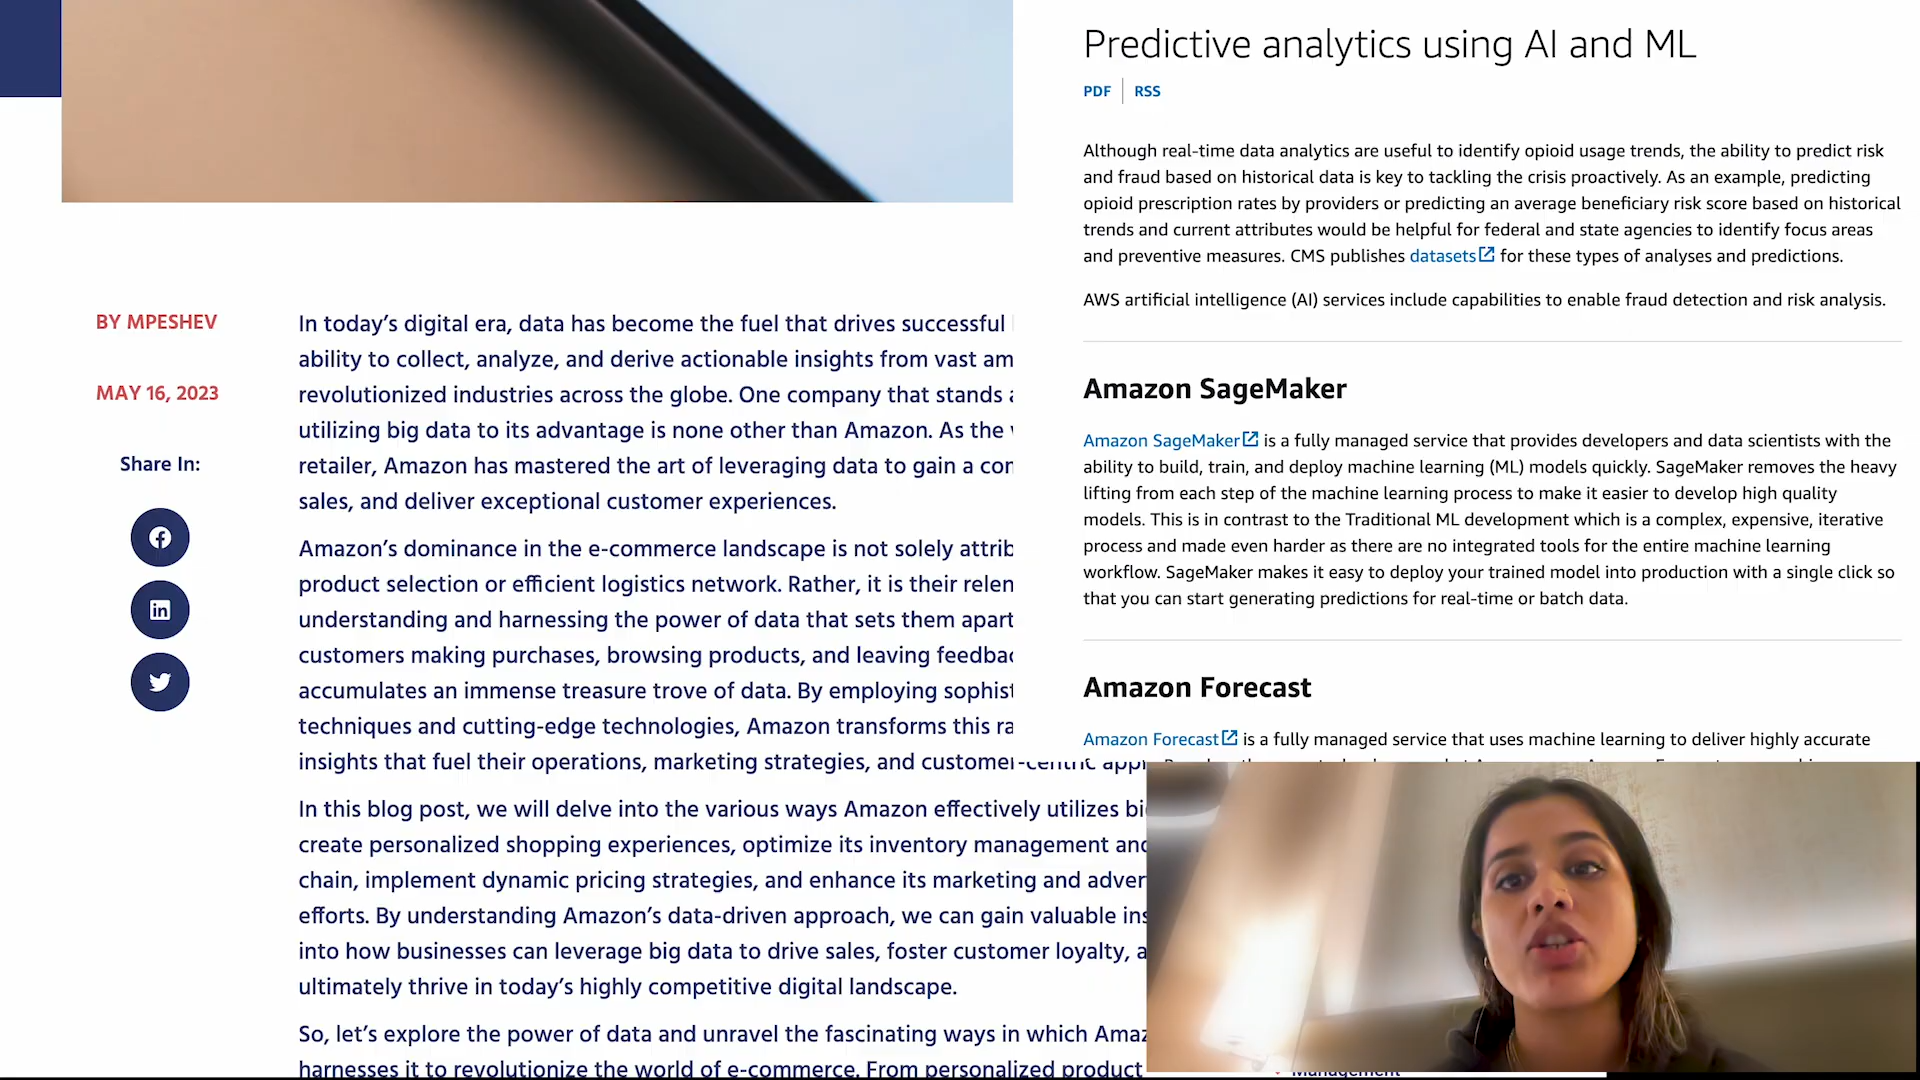 BY MPESHEV
MAY 16, 2023
Share In:
In today’s digital era, data has become the fuel that drives successful
ability to collect, analyze, and derive actionable insights from vast am
revolutionized industries across the globe. One company that stands a
utilizing big data to its advantage is none other than Amazon. As the
retailer, Amazon has mastered the art of leveraging data to gain a con
sales, and deliver exceptional customer experiences.
Amazon’s dominance in the e-commerce landscape is not solely attrib
product selection or efficient logistics network. Rather, it is their relen
understanding and harnessing the power of data that sets them apart
customers making purchases, browsing products, and leaving feedbac
accumulates an immense treasure trove of data. By employing sophist
techniques and cutting-edge technologies, Amazon transforms this ra
insights that fuel their operations, marketing strategies, and customer-centric appr
In this blog post, we will delve into the various ways Amazon effectively utilizes bi
create personalized shopping experiences, optimize its inventory management and
chain, implement dynamic pricing strategies, and enhance its marketing and adver
efforts. By understanding Amazon’s data-driven approach, we can gain valuable ins
into how businesses can leverage big data to drive sales, foster customer loyalty, a
ultimately thrive in today’s highly competitive digital landscape.
So, let’s explore the power of data and unravel the fascinating ways in which Amaz
harnesses it to revolutionize the world of e-commerce. From personalized product
Predictive analytics using AI and ML
PDF RSS
Although real-time data analytics are useful to identify opioid usage trends, the ability to predict risk
and fraud based on historical data is key to tackling the crisis proactively. As an example, predicting
opioid prescription rates by providers or predicting an average beneficiary risk score based on historical
trends and current attributes would be helpful for federal and state agencies to identify focus areas
and preventive measures. CMS publishes datasets for these types of analyses and predictions.
AWS artificial intelligence (AI) services include capabilities to enable fraud detection and risk analysis.
Amazon SageMaker
Amazon SageMaker is a fully managed service that provides developers and data scientists with the
ability to build, train, and deploy machine learning (ML) models quickly. SageMaker removes the heavy
lifting from each step of the machine learning process to make it easier to develop high quality
models. This is in contrast to the Traditional ML development which is a complex, expensive, iterative
process and made even harder as there are no integrated tools for the entire machine learning
workflow. SageMaker makes it easy to deploy your trained model into production with a single click so
that you can start generating predictions for real-time or batch data.
Amazon Forecast
Amazon Forecast is a fully managed service that uses machine learning to deliver highly accurate
Management